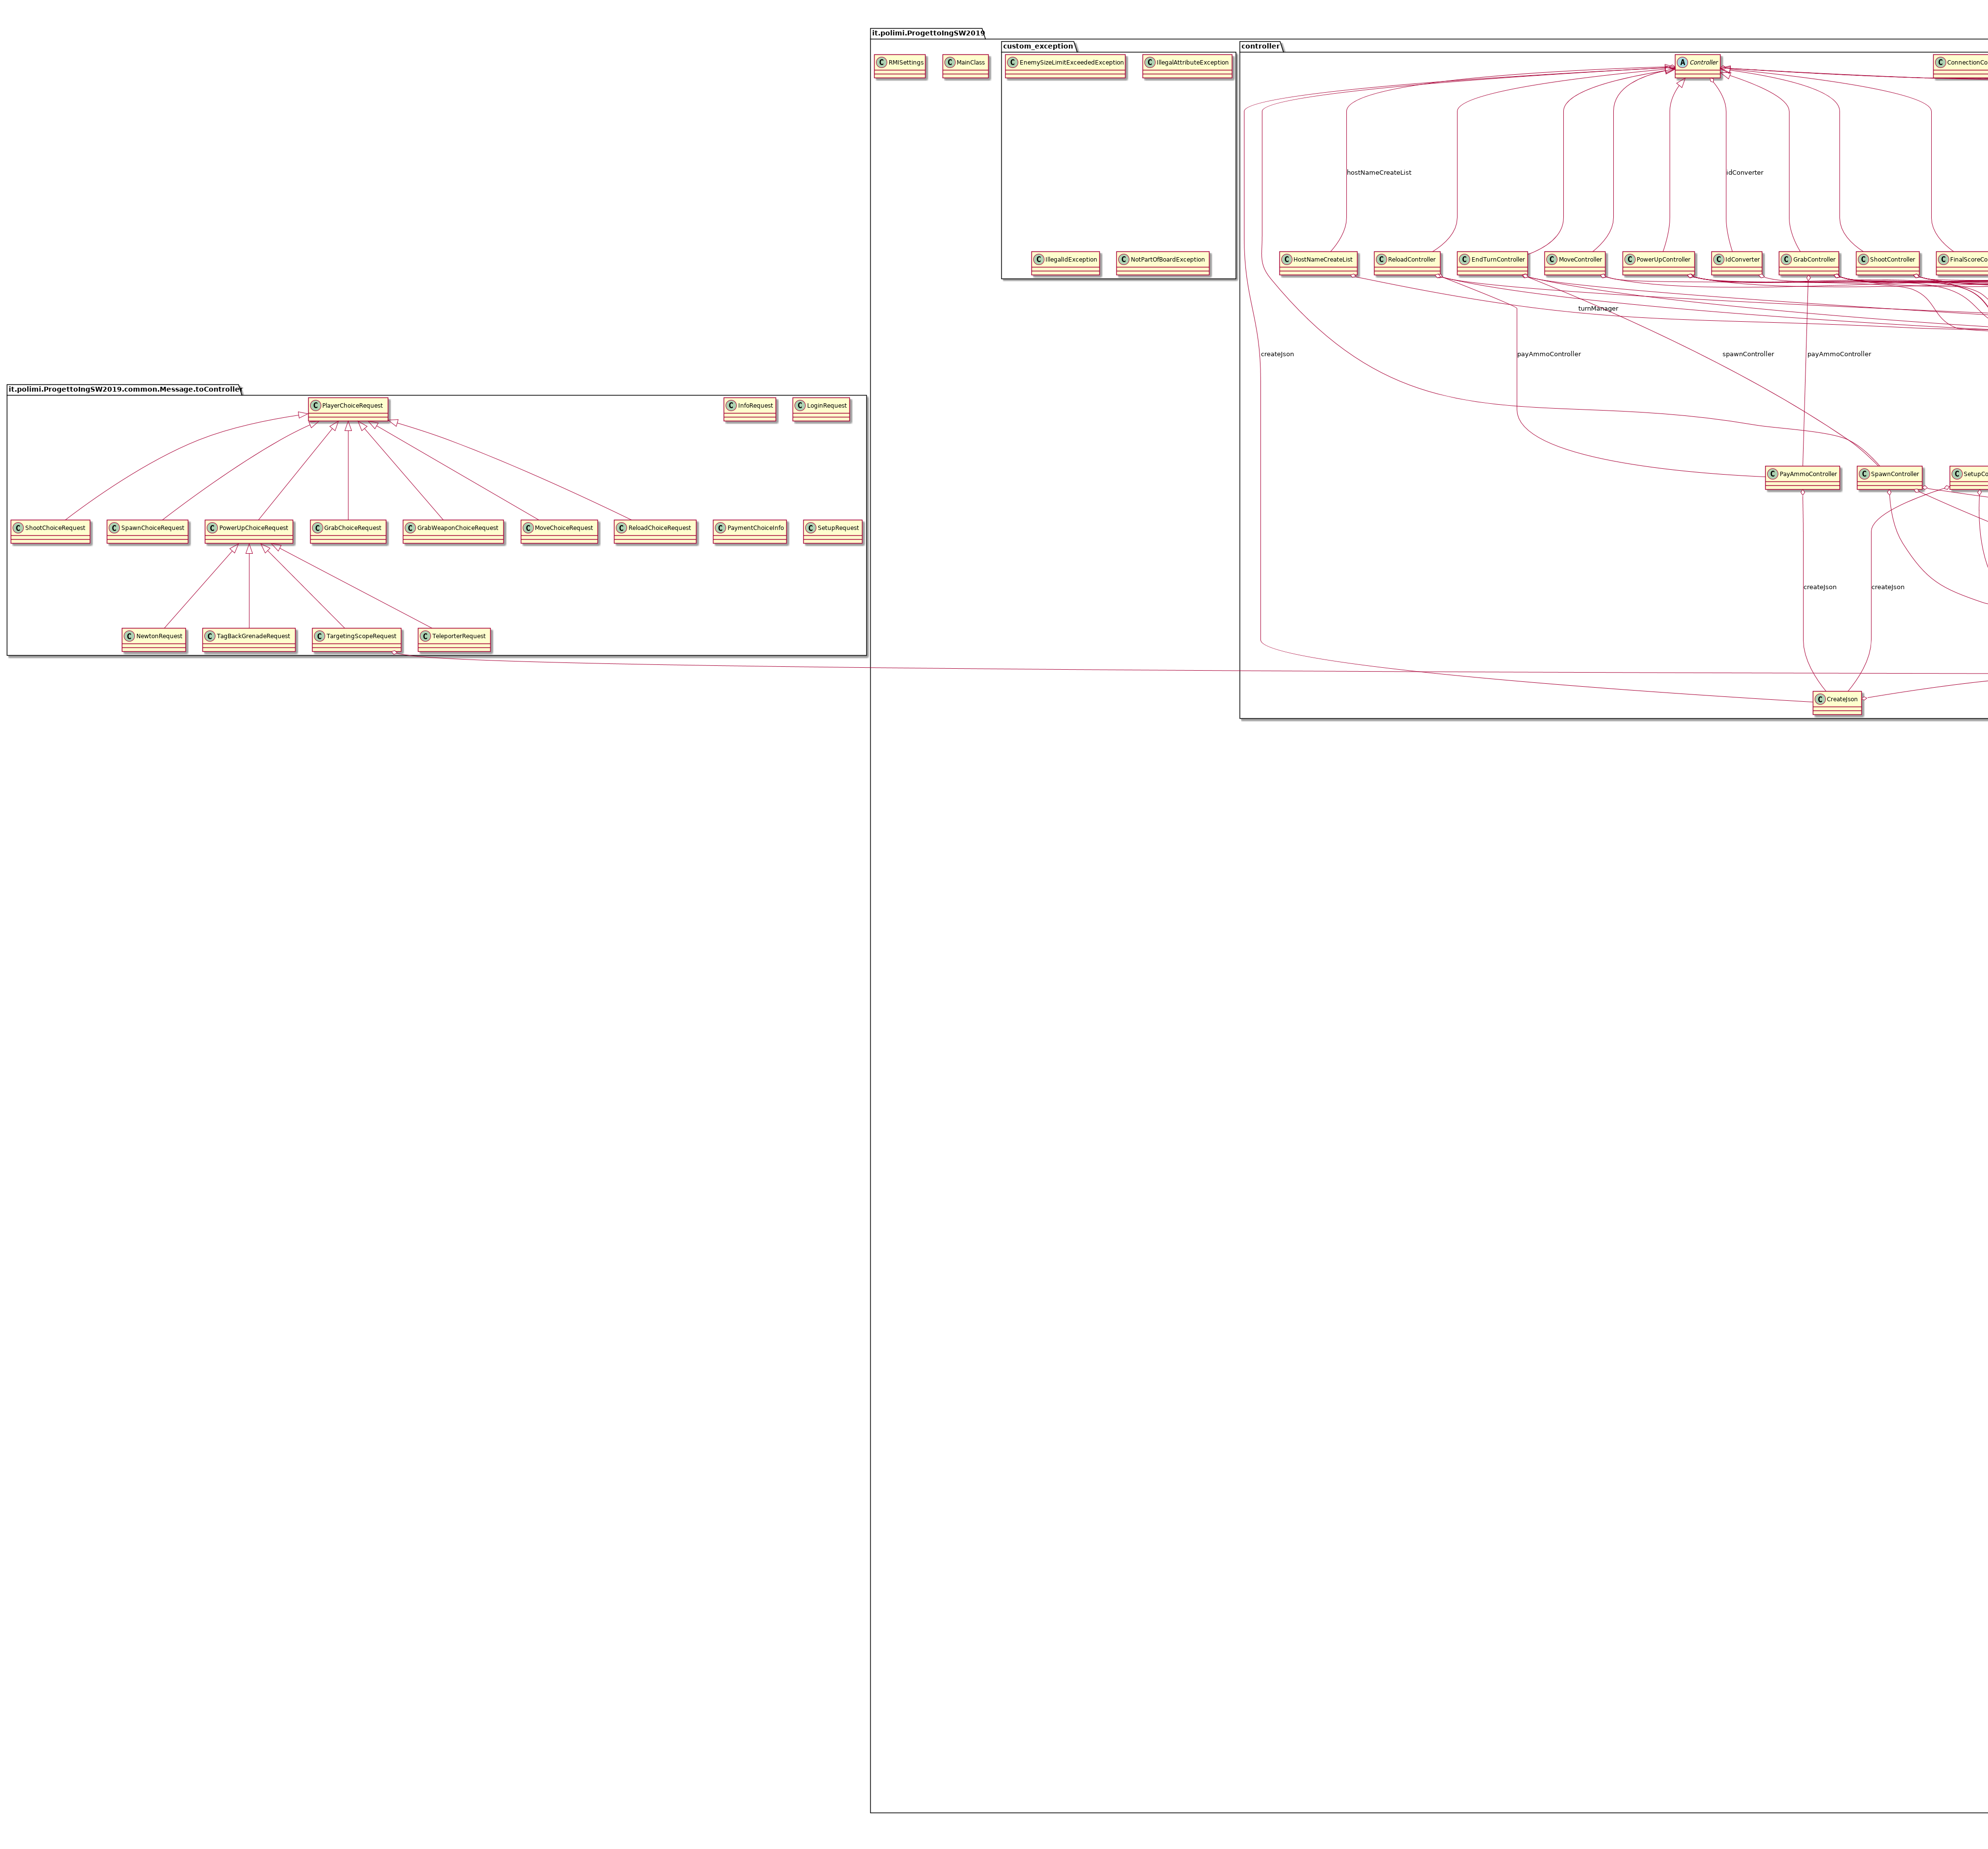 it.polimi.ProgettoIngSW2019
custom_exception
controller
RMISettings
MainClass
EnemySizeLimitExceededException
IllegalAttributeException
Controller
ConnectionCo
hostNameCreateList
idConverter
IllegalIdException
NotPartOfBoardException
HostNameCreateList
ReloadController
EndTurnController
MoveController
PowerUpController
IdConverter
GrabController
ShootController
FinalScoreCo
turnManager
createJson
payAmmoController
spawnController
payAmmoController
it.polimi.ProgettoIngSW2019.common.Message.toController
PlayerChoiceRequest
InfoRequest
LoginRequest
PayAmmoController
SpawnController
SetupCo
ShootChoiceRequest
SpawnChoiceRequest
PowerUpChoiceRequest
GrabChoiceRequest
GrabWeaponChoiceRequest
MoveChoiceRequest
ReloadChoiceRequest
PaymentChoiceInfo
SetupRequest
createJson
createJson
NewtonRequest
TagBackGrenadeRequest
TargetingScopeRequest
TeleporterRequest
CreateJson